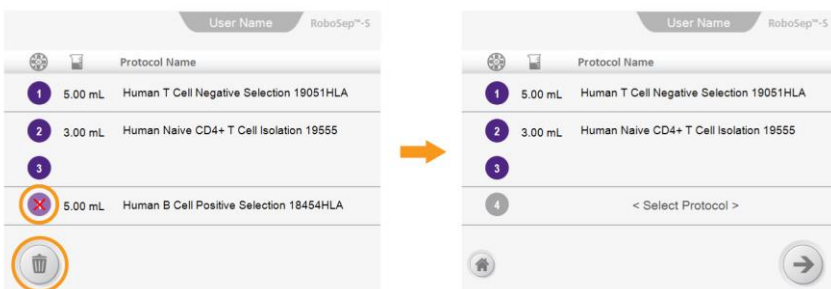 User Name RoboSep™-S
Protocol Name
1 5.00 mL Human T Cell Negative Selection 19051HLA
2 3.00 mL Human Naive CD4+ T Cell Isolation 19555
3
5.00 mL Human B Cell Positive Selection 18454HLA
User Name RoboSep™-S
Protocol Name
1 5.00 mL Human T Cell Negative Selection 19051HLA
2 3.00 mL Human Naive CD4+ T Cell Isolation 19555
3
4 < Select Protocol >